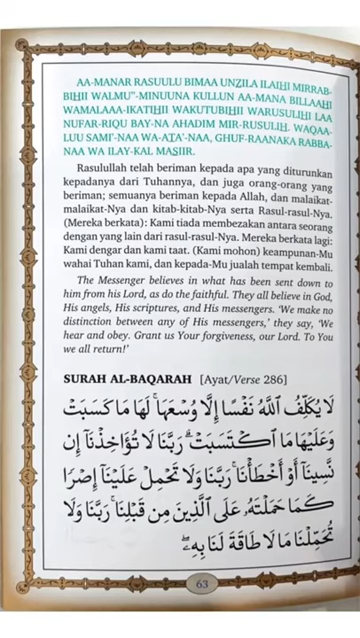 AA-MANAR RASUULU BIMAA UNZILA ILAIHI MIRRAB-
BIHII WALMU"-MINUUNA KULLUN AA-MANA BILLAAHI
WAMALAAA-IKATIHII WAKUTUBIHII WARUSULIHI LAA
NUFAR-RIQU BAY-NA AHADIM MIR-RUSULIH, WAQAA-
LUU SAMI'-NAA WA-ATA'-NAA, GHUF-RAANAKA RABBA-
NAA WA ILAY-KAL MASIIR.
Rasulullah telah beriman kepada apa yang diturunkan
kepadanya dari Tuhannya, dan juga orang-orang yang
beriman; semuanya beriman kepada Allah, dan malaikat-
malaikat-Nya dan kitab-kitab-Nya serta Rasul-rasul-Nya.
(Mereka berkata): Kami tiada membezakan antara seorang
dengan yang lain dari rasul-rasul-Nya. Mereka berkata lagi:
Kami dengar dan kami taat. (Kami mohon) keampunan-Mu
wahai Tuhan kami, dan kepada-Mu jualah tempat kembali.
The Messenger believes in what has been sent down to
him from his Lord, as do the faithful. They all believe in God,
His angels, His scriptures, and His messengers. 'We make no
distinction between any of His messengers,' they say, 'We
hear and obey. Grant us Your forgiveness, our Lord. To You
we all return!'
SURAH AL-BAQARAH [Ayat/Verse 286]
لَا يُكَلِّفُ اللَّهُ نَفْسًا إِلَّا وُسْعَهَا ۚ لَهَا مَا كَسَبَتْ
وَعَلَيْهَا مَا اكْتَسَبَتْ ۗ رَبَّنَا لَا تُؤَاخِذْنَا إِن
نَّسِينَا أَوْ أَخْطَأْنَا ۚ رَبَّنَا وَلَا تَحْمِلْ عَلَيْنَا إِصْرًا
كَمَا حَمَلْتَهُ عَلَى الَّذِينَ مِن قَبْلِنَا ۚ رَبَّنَا وَلَا
تُحَمِّلْنَا مَا لَا طَاقَةَ لَنَا بِهِ ۖ
63